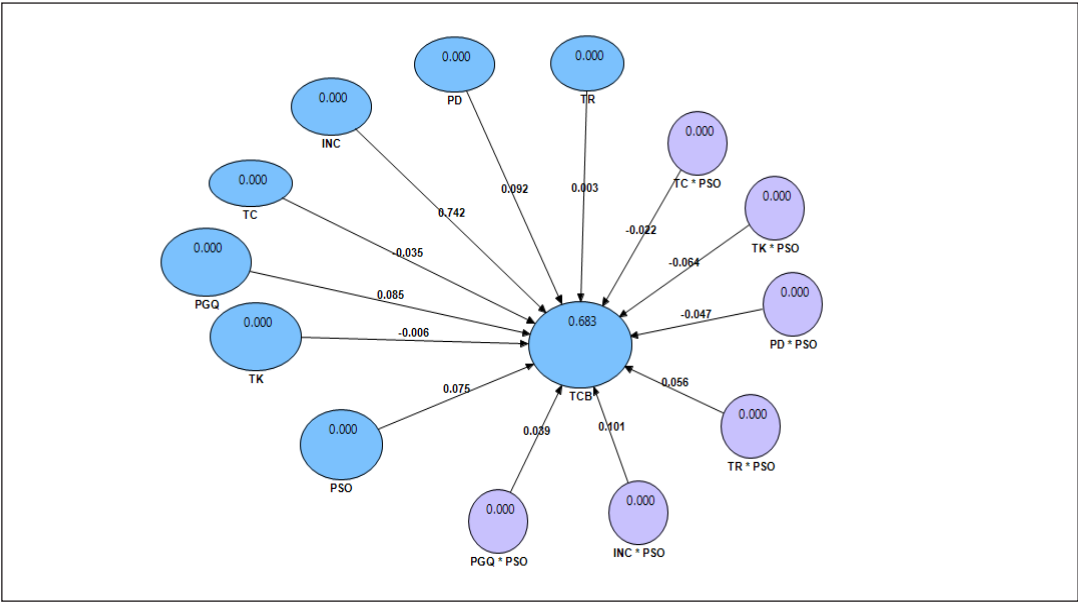 0.000
PD
0.000
TR
0.000
INC
0.000
TC * PSO
0.000
TC
0.092
0.003
0.000
TK * PSO
0.742
-0.022
0.000
PGQ
-0.035
-0.064
0.085
0.000
PD * PSO
0.000
TK
-0.006
0.683
TCB
-0.047
0.075
0.056
0.000
PSO
0.039
0.101
0.000
TR * PSO
0.000
PGQ * PSO
0.000
INC * PSO